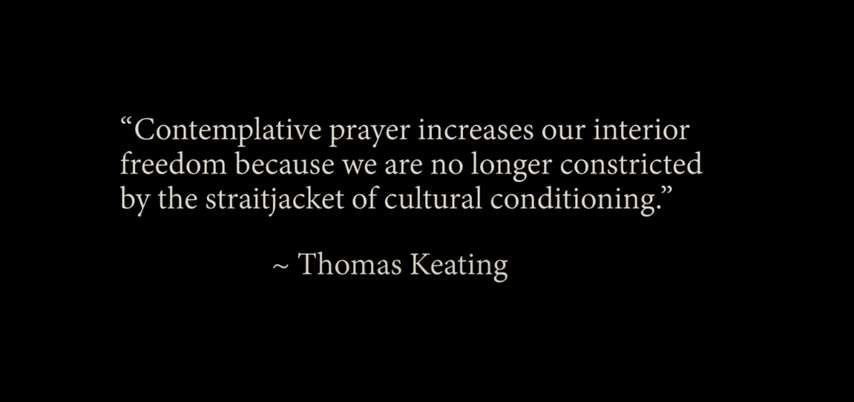 “Contemplative prayer increases our interior
freedom because we are no longer constricted
by the straitjacket of cultural conditioning.”
~ Thomas Keating